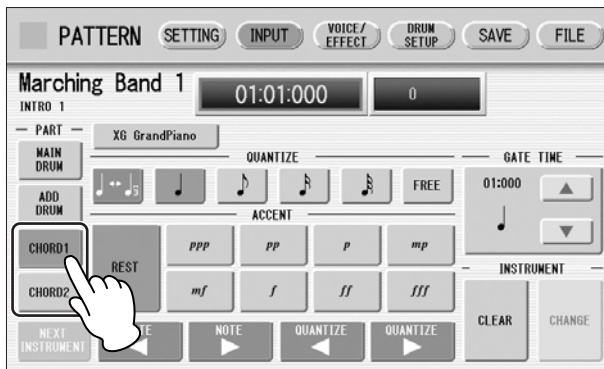 PATTERN SETTING INPUT VOICE/ EFFECT DRUM SETUP SAVE FILE
Marching Band 1 01:01:000 0
INTRO 1
PART
XG GrandPiano
MAIN DRUM
QUANTIZE
GATE TIME
3 FREE
01:000
ADD DRUM
ACCENT
CHORD1
REST
ppp pp p mp
INSTRUMENT
CHORD2
mf f ff fff
CLEAR CHANGE
NEXT INSTRUMENT
NOTE QUANTIZE QUANTIZE